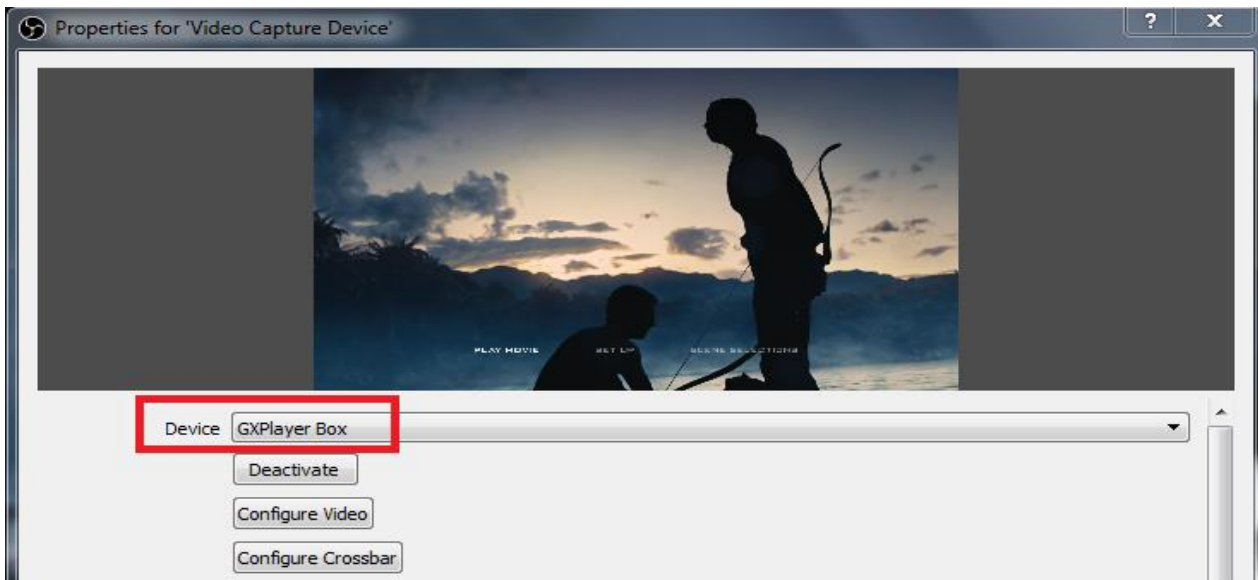 Properties for 'Video Capture Device'
? X
PLAY MOVIE SET UP SCENE SELECTIONS
Device GXPlayer Box
Deactivate
Configure Video
Configure Crossbar